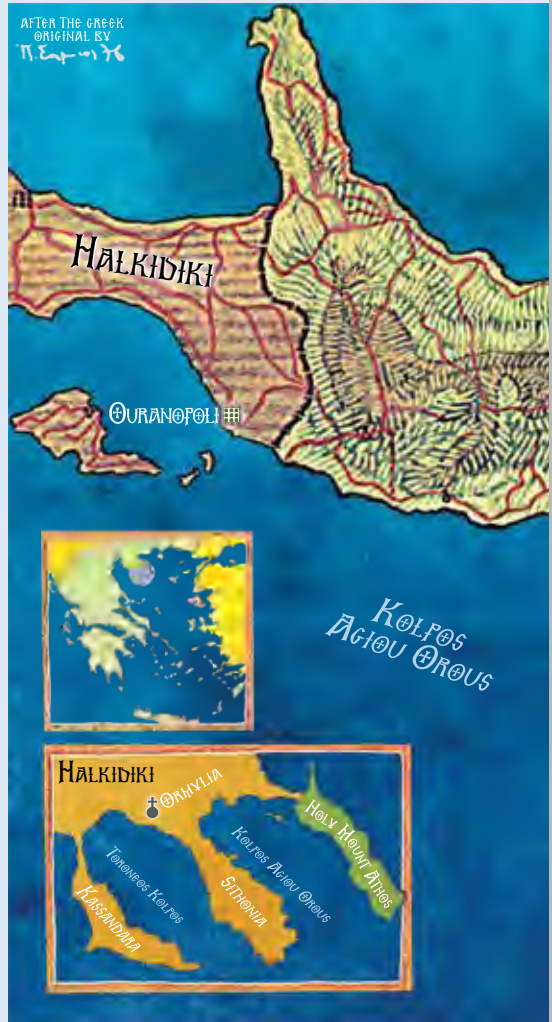 AFTER THE GREEK
ORIGINAL BY
HALKIDIKI
OURANOPOLI
KOLPOS
AGIOU OROUS
HALKIDIKI
ORMYLIA
HOLY MOUNT ATHOS
TORONEOS KOLPOS
KOLPOS AGIOU OROUS
SITHONIA
KASSANDARA